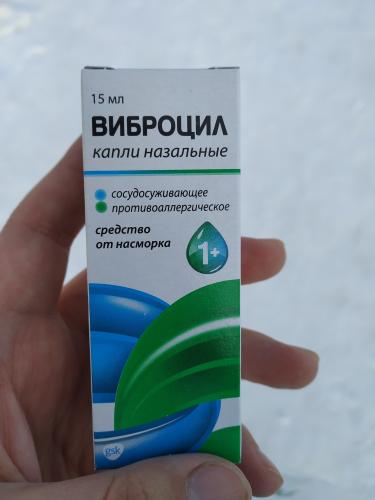 15 мл
ВИБРОЦИЛ
капли назальные
сосудосуживающее
противоаллергическое
средство
от насморка
1+
gsk